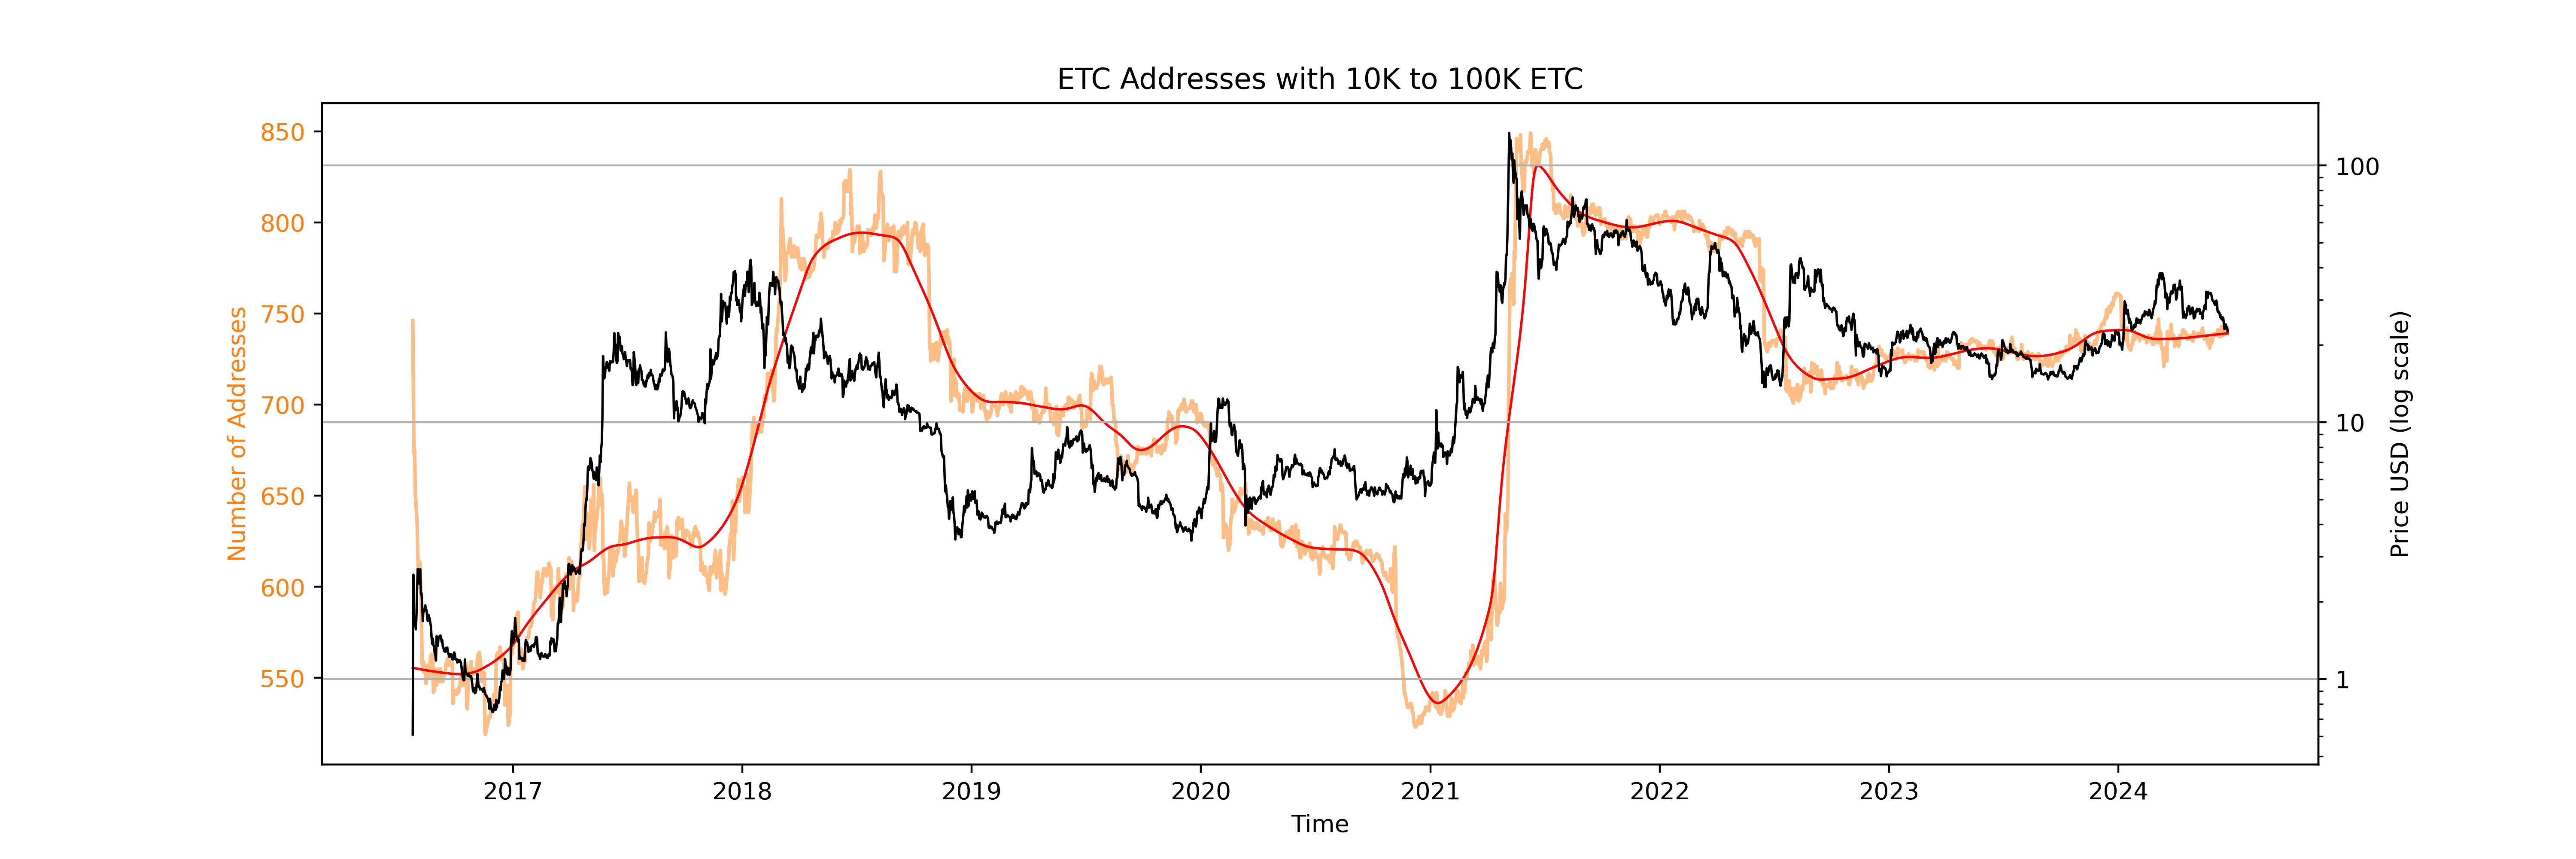 ETC Addresses with 10K to 100K ETC
850
800
750
700
650
600
550
Number of Addresses
100
10
1
Price USD (log scale)
2017 2018 2019 2020 2021 2022 2023 2024
Time